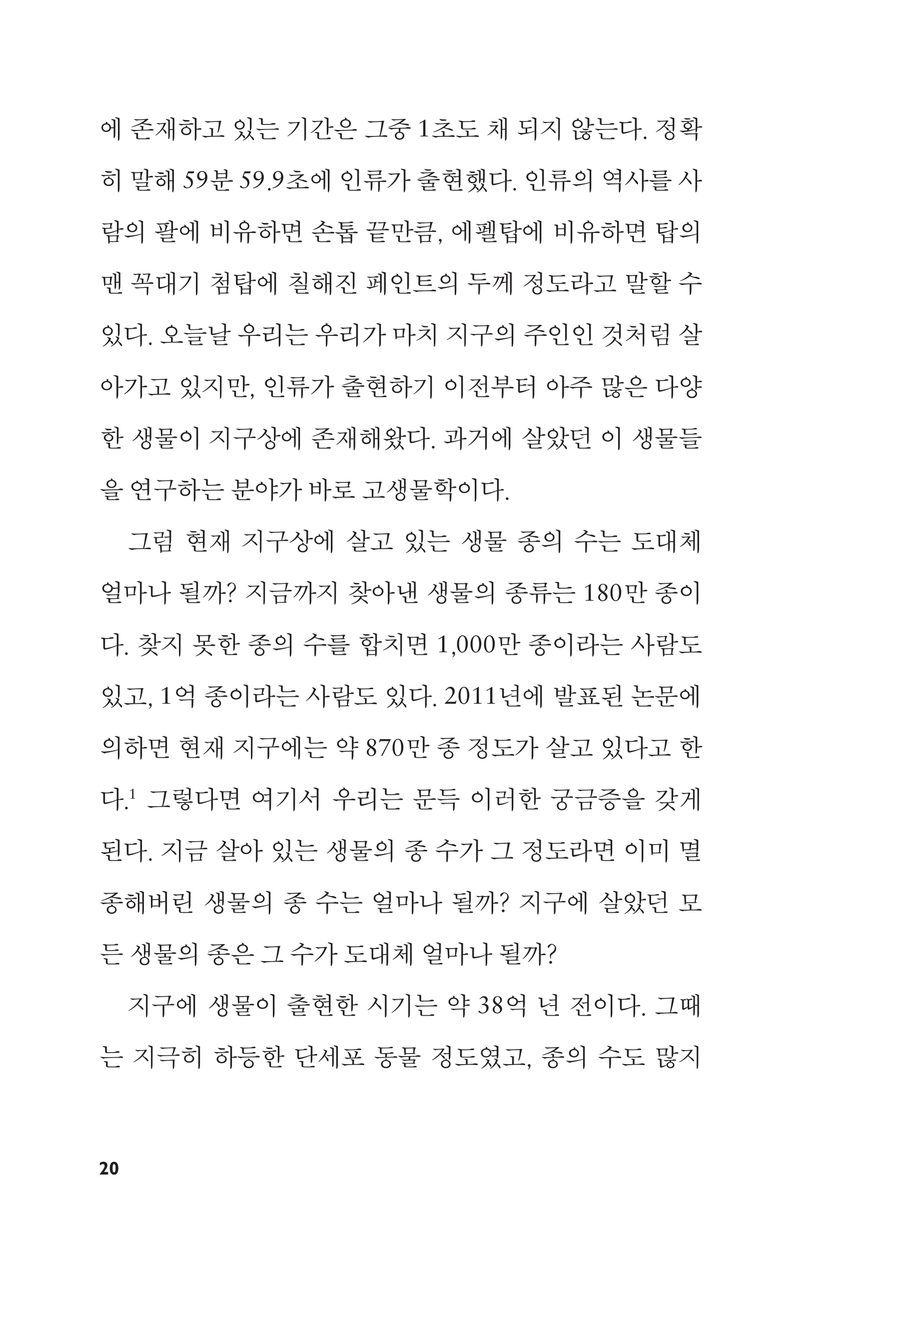 에 존재하고 있는 기간은 그중 1초도 채 되지 않는다. 정확
히 말해 59분 59.9초에 인류가 출현했다. 인류의 역사를 사
람의 팔에 비유하면 손톱 끝만큼, 에펠탑에 비유하면 탑의
맨 꼭대기 첨탑에 칠해진 페인트의 두께 정도라고 말할 수
있다. 오늘날 우리는 우리가 마치 지구의 주인인 것처럼 살
아가고 있지만, 인류가 출현하기 이전부터 아주 많은 다양
한 생물이 지구상에 존재해왔다. 과거에 살았던 이 생물들
을 연구하는 분야가 바로 고생물학이다.
그럼 현재 지구상에 살고 있는 생물 종의 수는 도대체
얼마나 될까? 지금까지 찾아낸 생물의 종류는 180만 종이
다. 찾지 못한 종의 수를 합치면 1,000만 종이라는 사람도
있고, 1억 종이라는 사람도 있다. 2011년에 발표된 논문에
의하면 현재 지구에는 약 870만 종 정도가 살고 있다고 한
다.¹ 그렇다면 여기서 우리는 문득 이러한 궁금증을 갖게
된다. 지금 살아 있는 생물의 종 수가 그 정도라면 이미 멸
종해버린 생물의 종 수는 얼마나 될까? 지구에 살았던 모
든 생물의 종은 그 수가 도대체 얼마나 될까?
지구에 생물이 출현한 시기는 약 38억 년 전이다. 그때
는 지극히 하등한 단세포 동물 정도였고, 종의 수도 많지
20